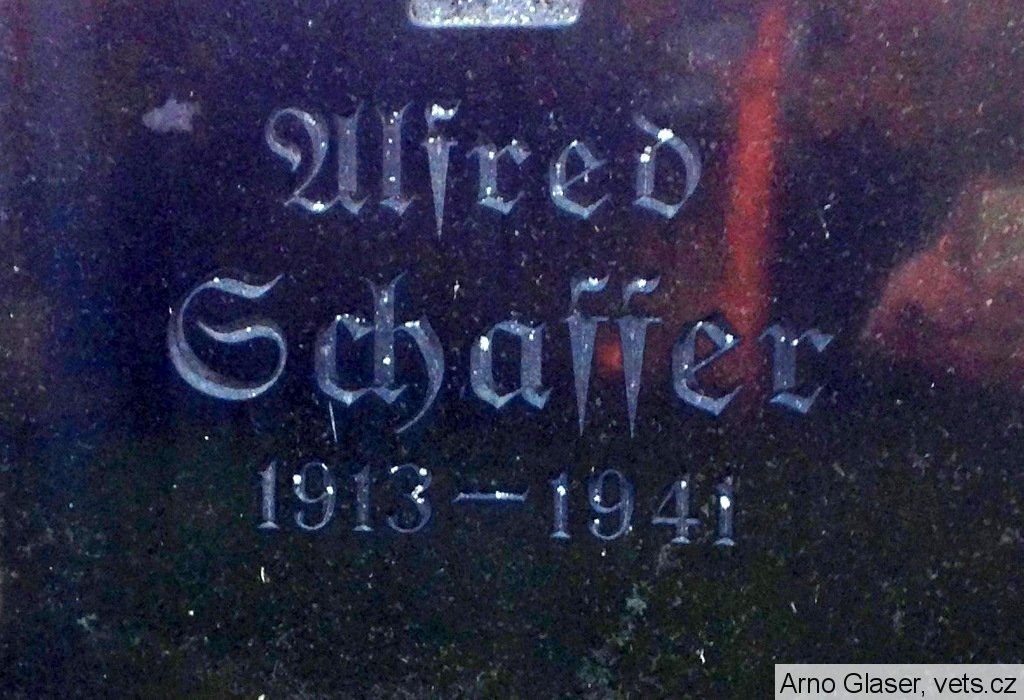 Alfred
Schaffer
1913 — 1941
Arno Glaser, vets.cz